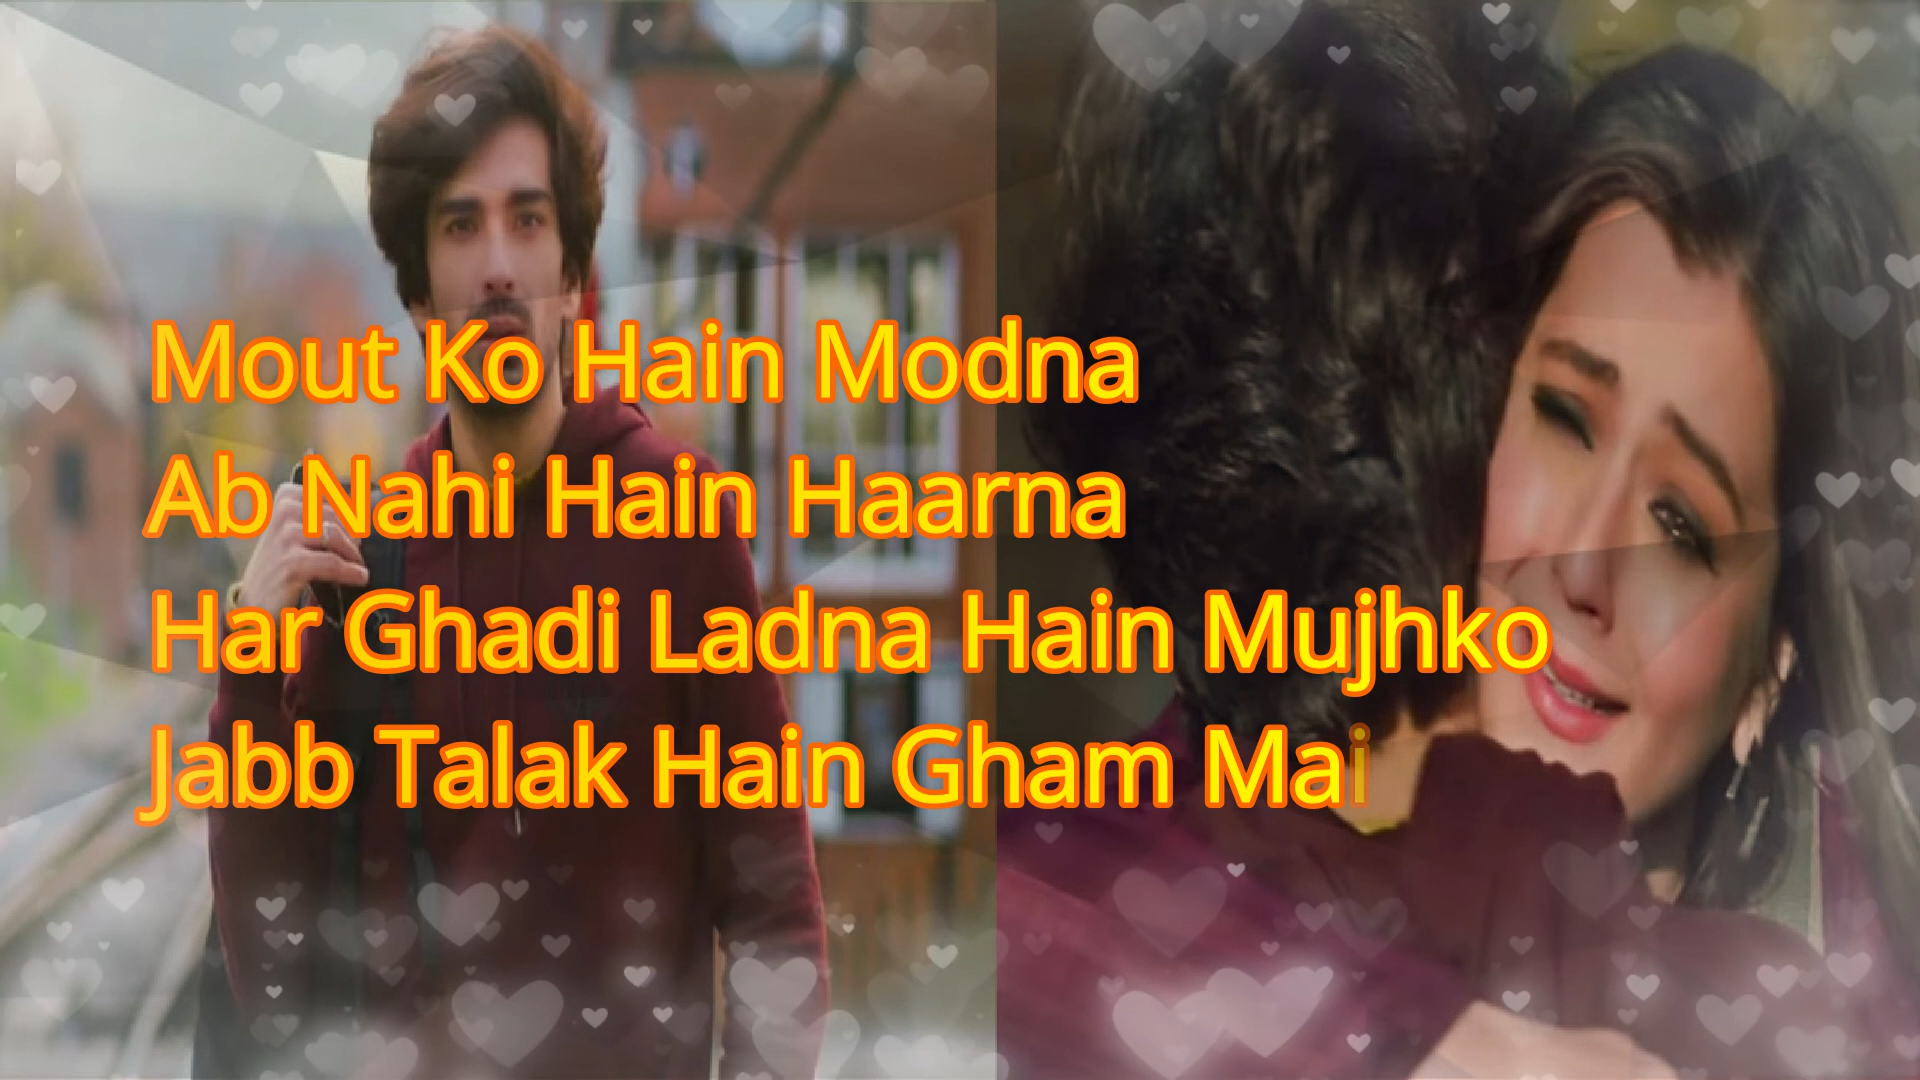 Mout Ko Hain Modna
Ab Nahi Hain Haarna
Har Ghadi Ladna Hain Mujhko
Jabb Talak Hain Gham Mai